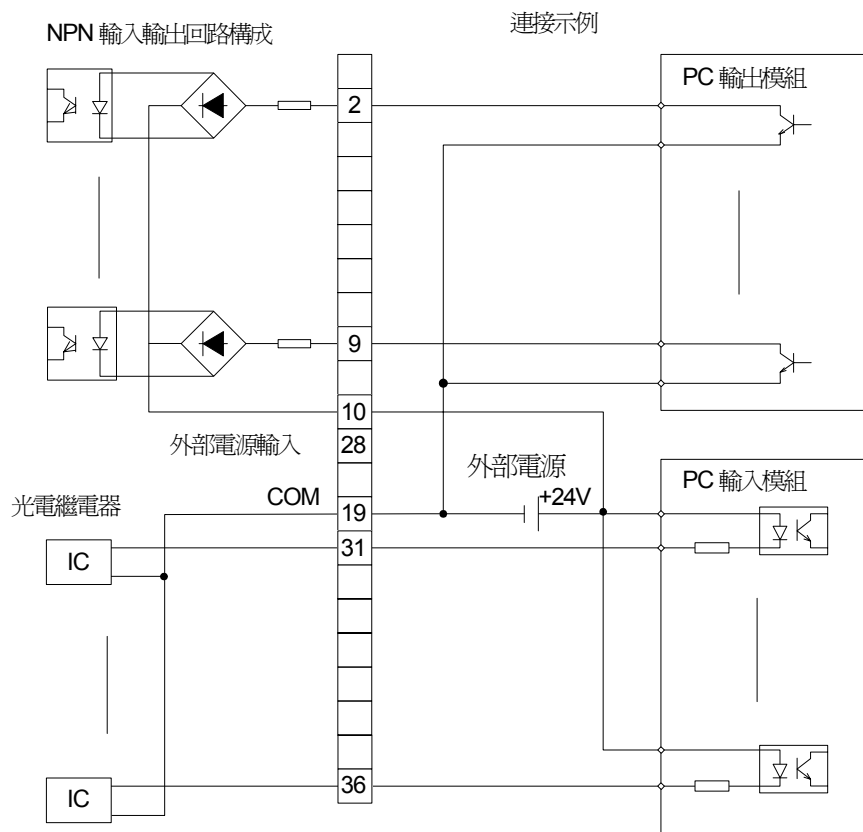 連接示例
NPN 輸入輸出回路構成
PC 輸出模組
2
9
10
外部電源輸入
28
外部電源
PC 輸入模組
光電繼電器
COM
19
+24V
31
IC
IC
36